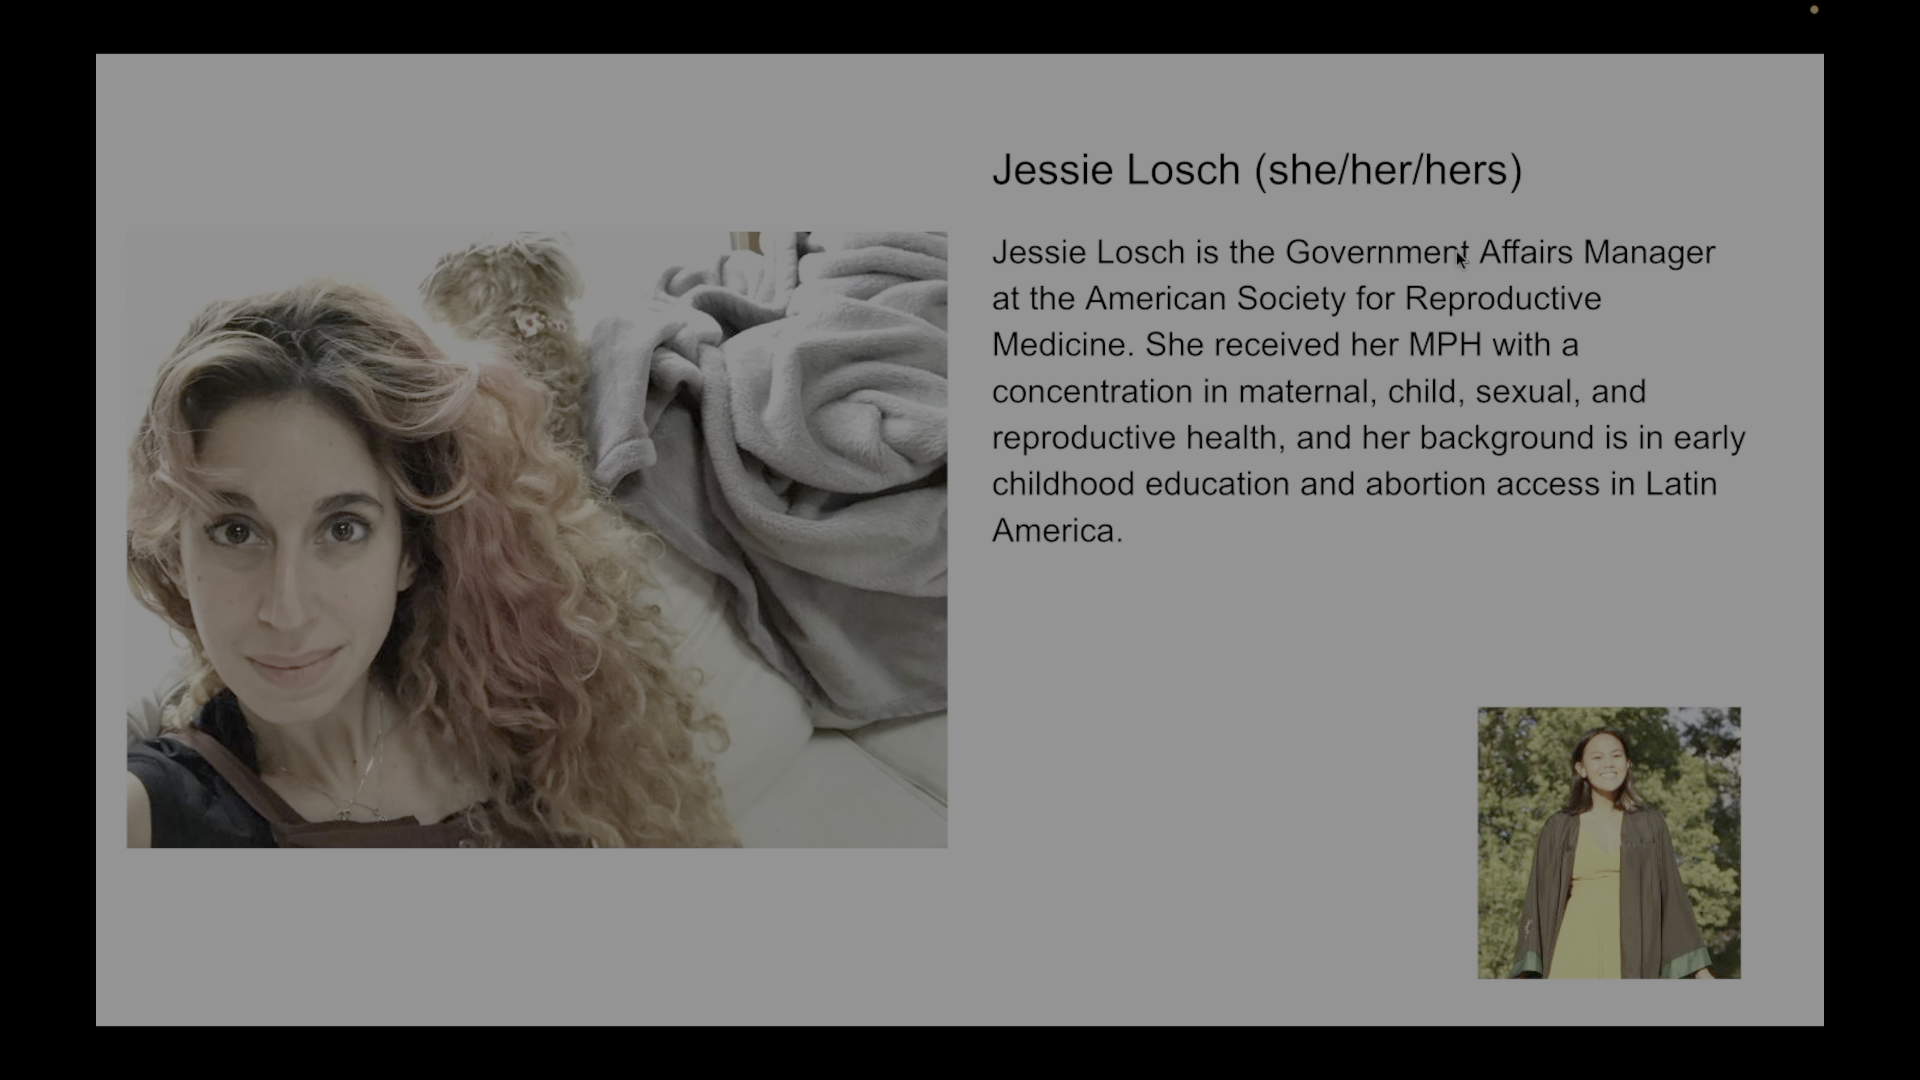 Jessie Losch (she/her/hers)
Jessie Losch is the Government Affairs Manager
at the American Society for Reproductive
Medicine. She received her MPH with a
concentration in maternal, child, sexual, and
reproductive health, and her background is in early
childhood education and abortion access in Latin
America.